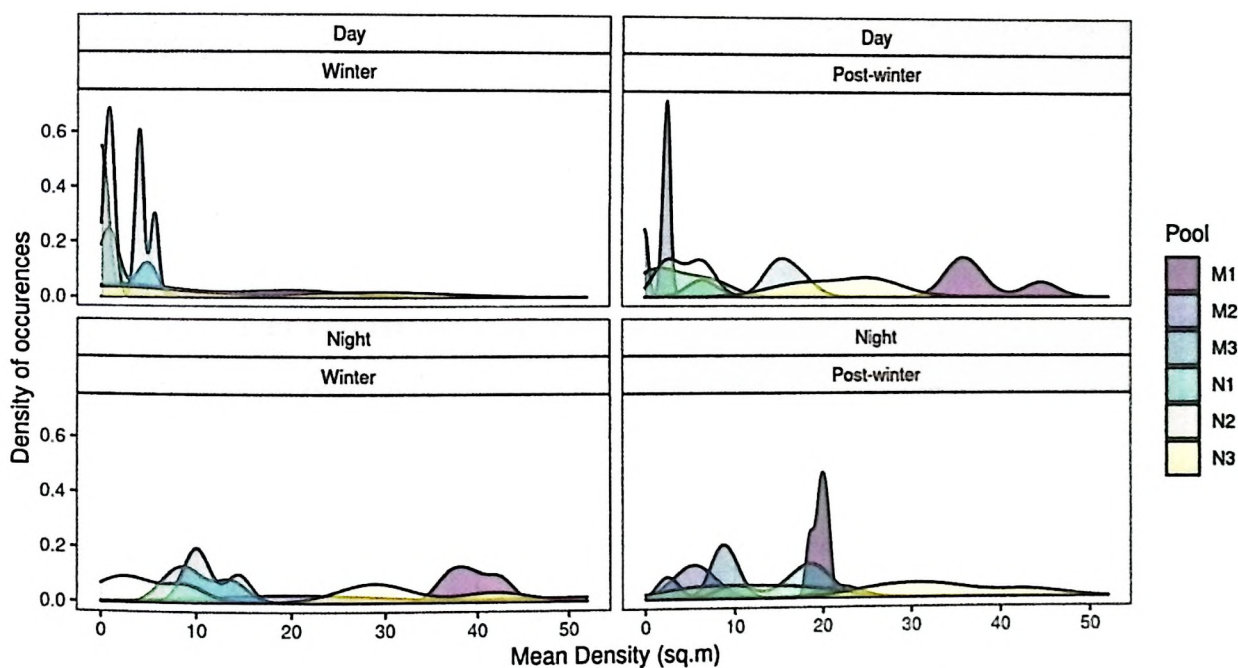 Day
Winter
Day
Post-winter
0.6
0.4
0.2
0.0
Night
Winter
Night
Post-winter
0.6
0.4
0.2
0.0
0 10 20 30 40 50
0 10 20 30 40 50
Density of occurences
Mean Density (sq.m)
Pool
M1
M2
M3
N1
N2
N3